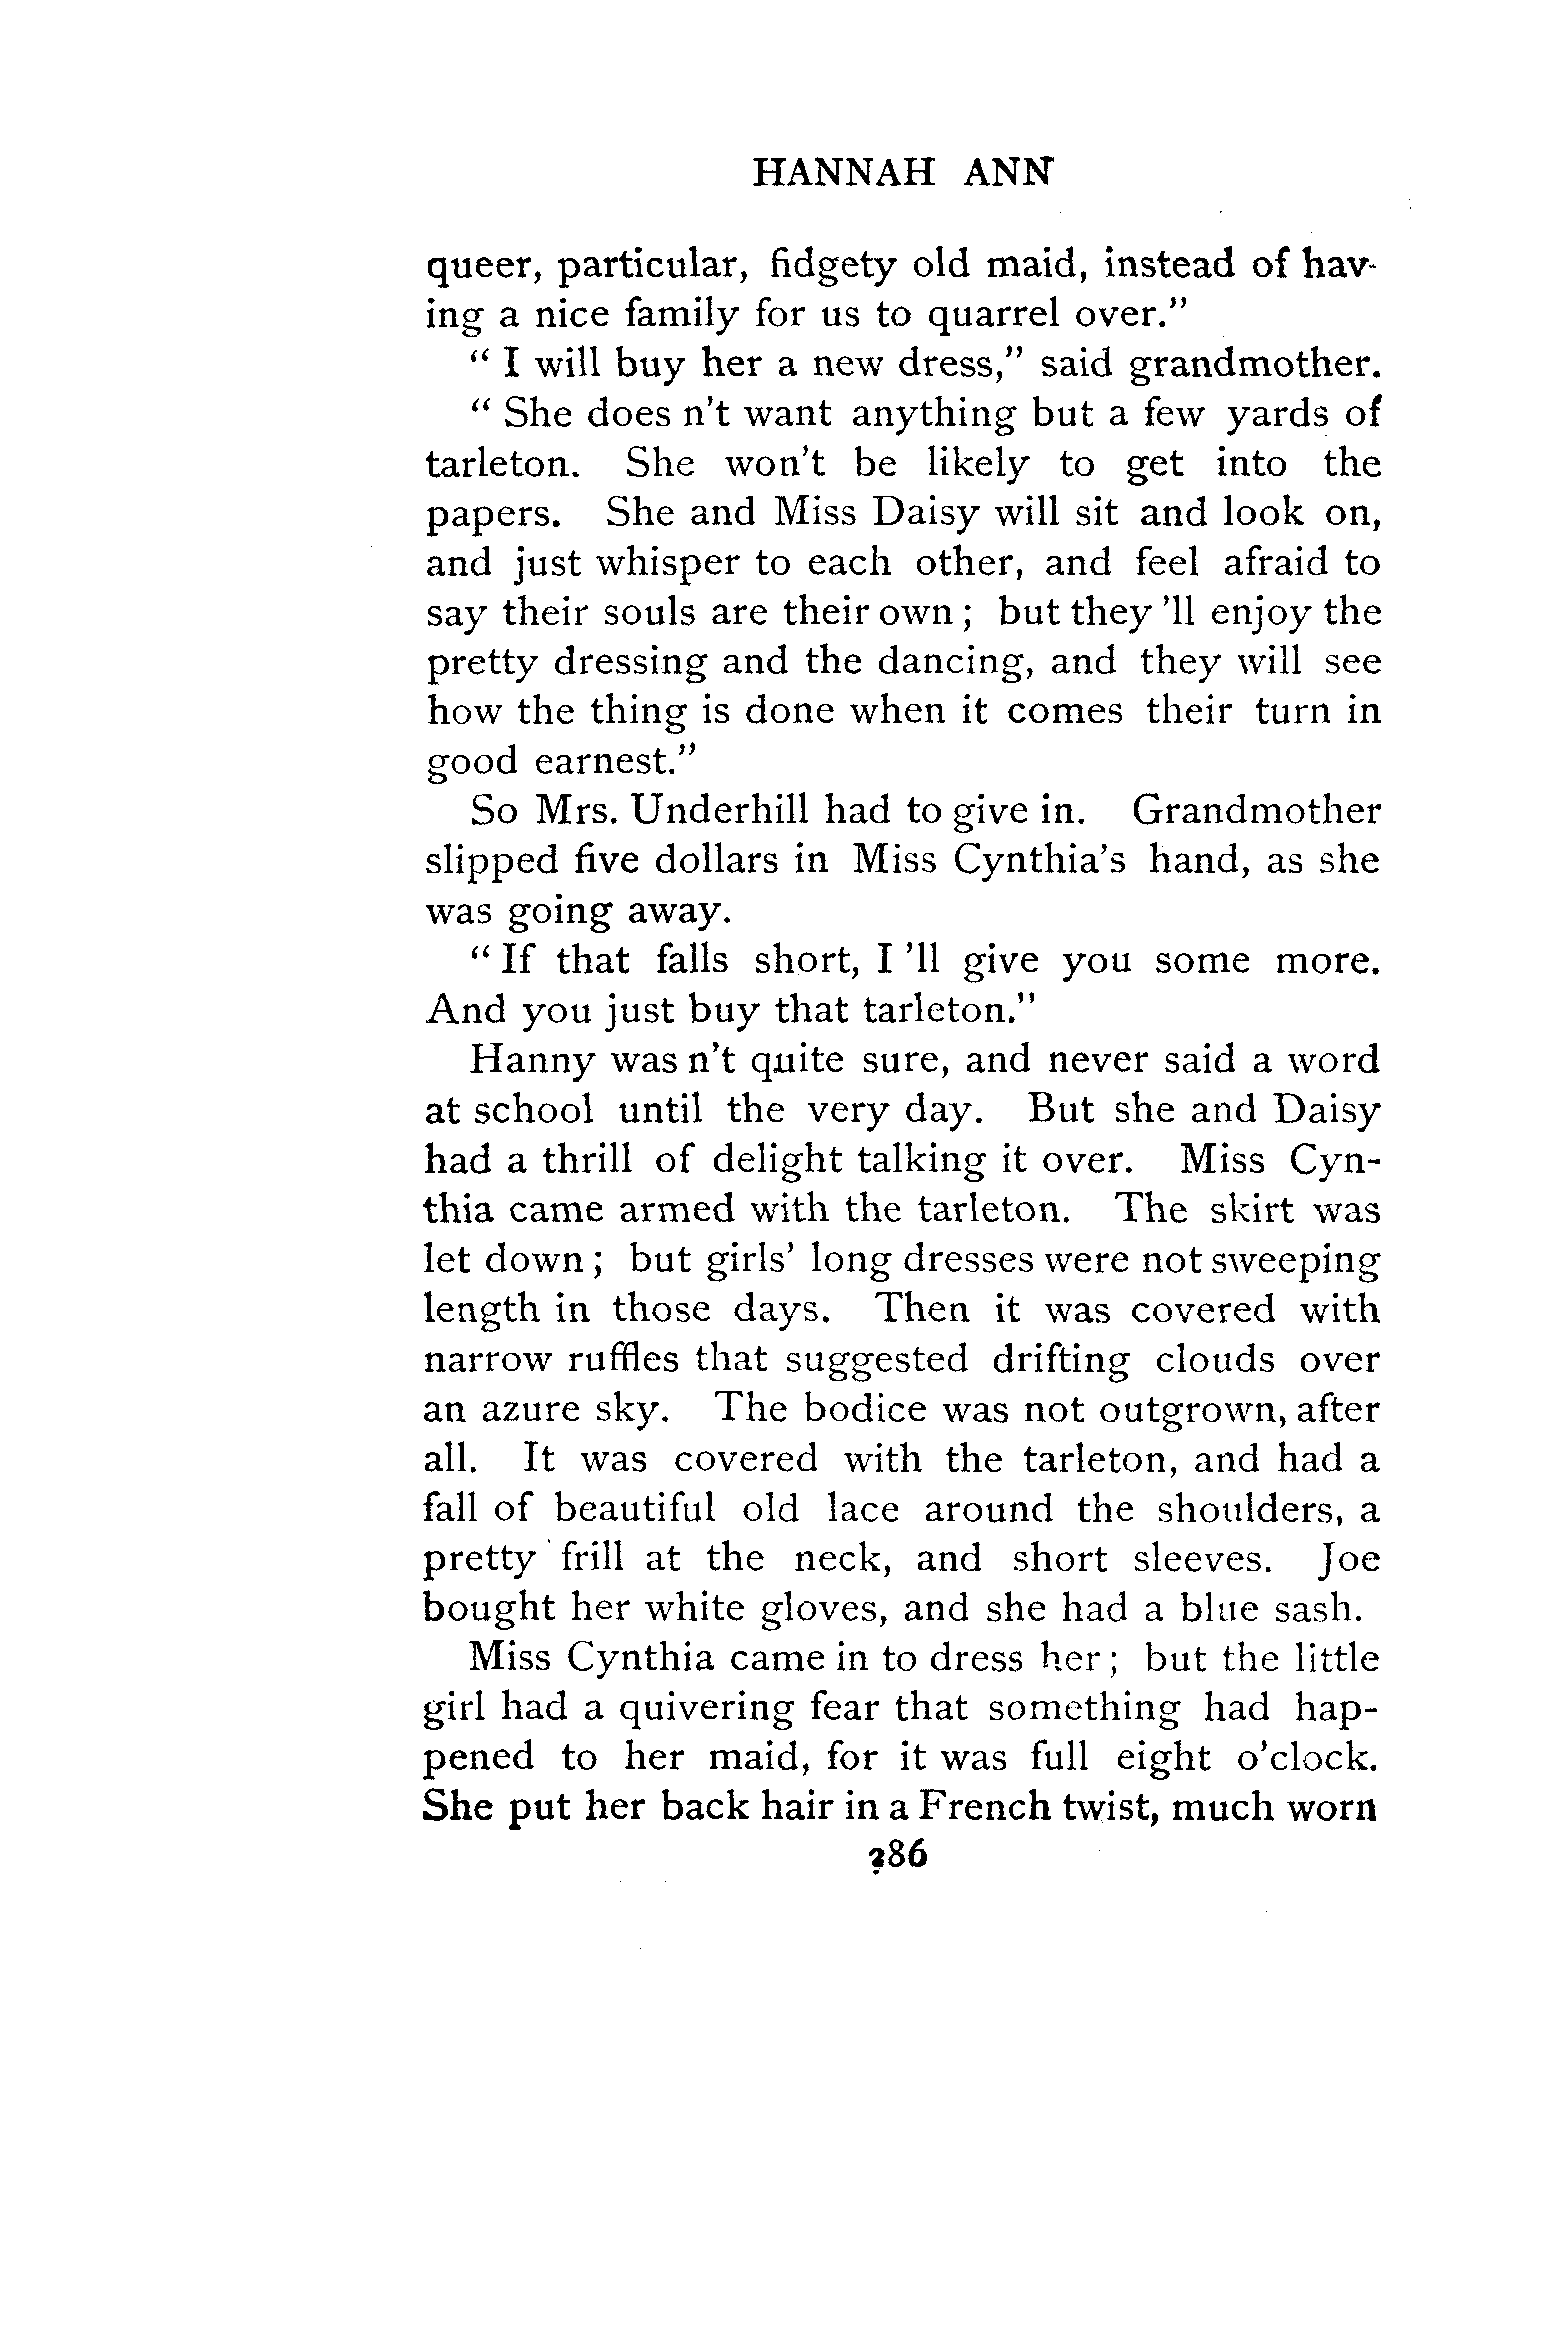 HANNAH ANN
queer, particular, fidgety old maid, instead of hav-
ing a nice family for us to quarrel over.”
“ I will buy her a new dress,” said grandmother.
“ She does n’t want anything but a few yards of
tarleton. She won’t be likely to get into the
papers. She and Miss Daisy will sit and look on,
and just whisper to each other, and feel afraid to
say their souls are their own ; but they ’ll enjoy the
pretty dressing and the dancing, and they will see
how the thing is done when it comes their turn in
good earnest.”
So Mrs. Underhill had to give in. Grandmother
slipped five dollars in Miss Cynthia’s hand, as she
was going away.
“ If that falls short, I ’ll give you some more.
And you just buy that tarleton.”
Hanny was n’t quite sure, and never said a word
at school until the very day. But she and Daisy
had a thrill of delight talking it over. Miss Cyn-
thia came armed with the tarleton. The skirt was
let down ; but girls’ long dresses were not sweeping
length in those days. Then it was covered with
narrow ruffles that suggested drifting clouds over
an azure sky. The bodice was not outgrown, after
all. It was covered with the tarleton, and had a
fall of beautiful old lace around the shoulders, a
pretty frill at the neck, and short sleeves. Joe
bought her white gloves, and she had a blue sash.
Miss Cynthia came in to dress her ; but the little
girl had a quivering fear that something had hap-
pened to her maid, for it was full eight o’clock.
She put her back hair in a French twist, much worn
286